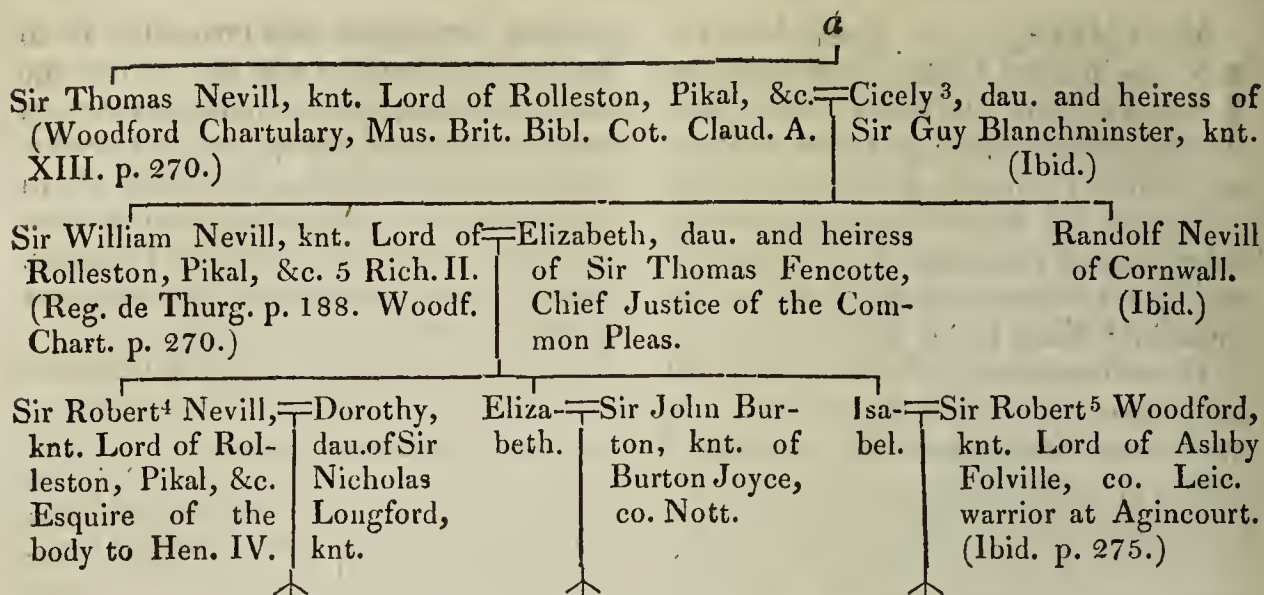 a
Sir Thomas Nevill, knt. Lord of Rolleston, Pikal, &c.
(Woodford Chartulary, Mus. Brit. Bibl. Cot. Claud. A.
XIII. p. 270.)
Cicely ³, dau. and heiress of
Sir Guy Blanchminster, knt.
(Ibid.)
Sir William Nevill, knt. Lord of
Rolleston, Pikal, &c. 5 Rich. II.
(Reg. de Thurg. p. 188. Woodf.
Chart. p. 270.)
Elizabeth, dau. and heiress
of Sir Thomas Fencotte,
Chief Justice of the Com-
mon Pleas.
Randolf Nevill
of Cornwall.
(Ibid.)
Sir Robert⁴ Nevill,
knt. Lord of Rol-
leston, Pikal, &c.
Esquire of the
body to Hen. IV.
Dorothy,
dau. of Sir
Nicholas
Longford,
knt.
Eliza-
beth.
Sir John Bur-
ton, knt. of
Burton Joyce,
co. Nott.
Isa-
bel.
Sir Robert⁵ Woodford,
knt. Lord of Ashby
Folville, co. Leic.
warrior at Agincourt.
(Ibid. p. 275.)